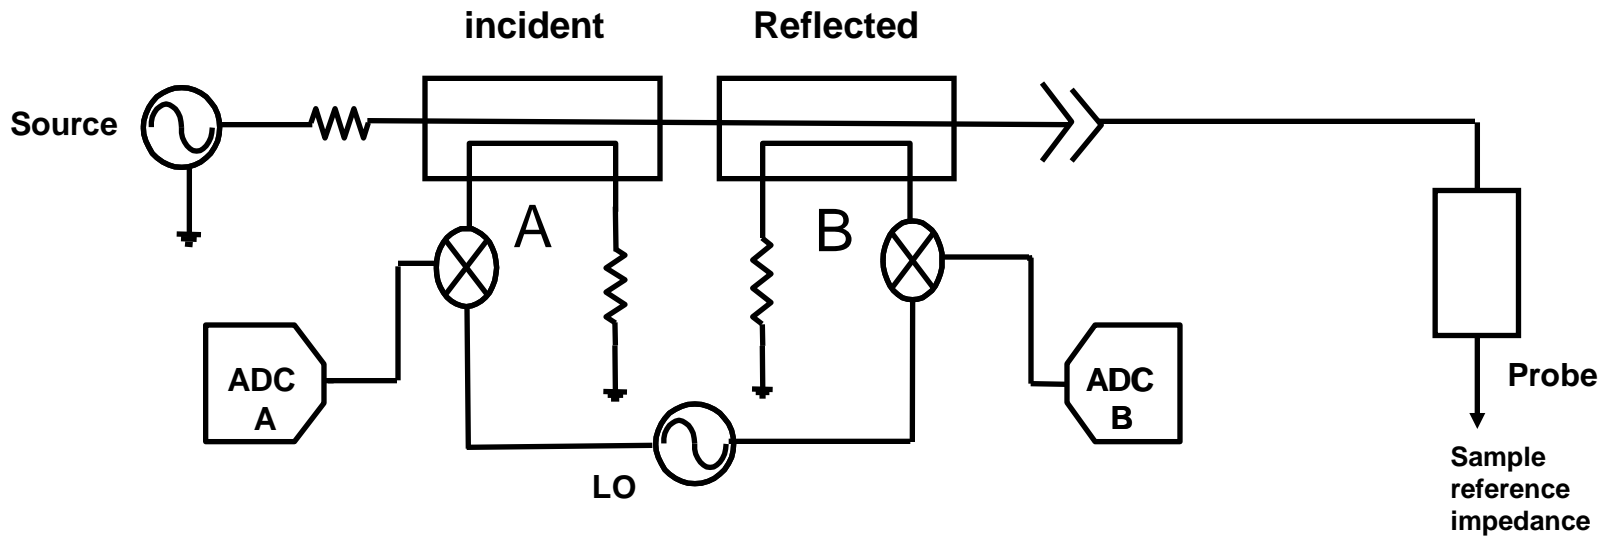 incident
Reflected
Source
A
B
ADC
A
ADC
B
Probe
LO
Sample
reference
impedance